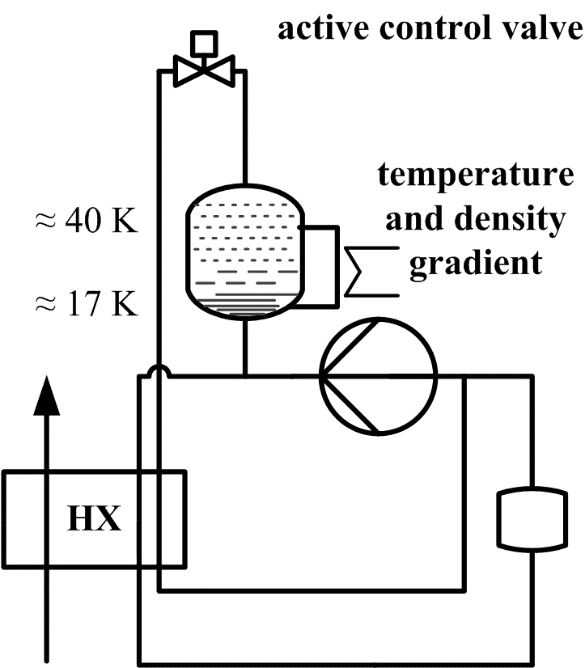 active control valve
temperature
and density
gradient
≈ 40 K
≈ 17 K
HX